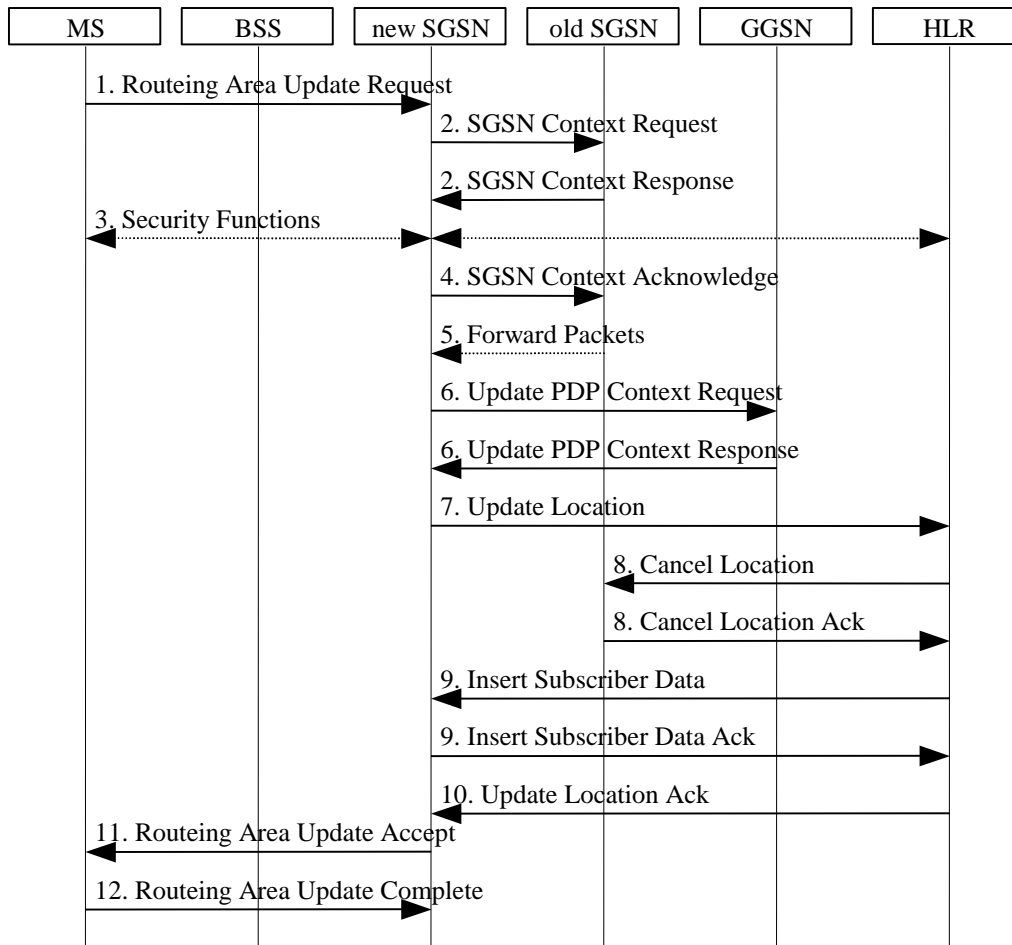 MS
BSS
new SGSN
old SGSN
GGSN
HLR
1. Routeing Area Update Request
2. SGSN Context Request
2. SGSN Context Response
3. Security Functions
4. SGSN Context Acknowledge
5. Forward Packets
6. Update PDP Context Request
6. Update PDP Context Response
7. Update Location
8. Cancel Location
8. Cancel Location Ack
9. Insert Subscriber Data
9. Insert Subscriber Data Ack
10. Update Location Ack
11. Routeing Area Update Accept
12. Routeing Area Update Complete